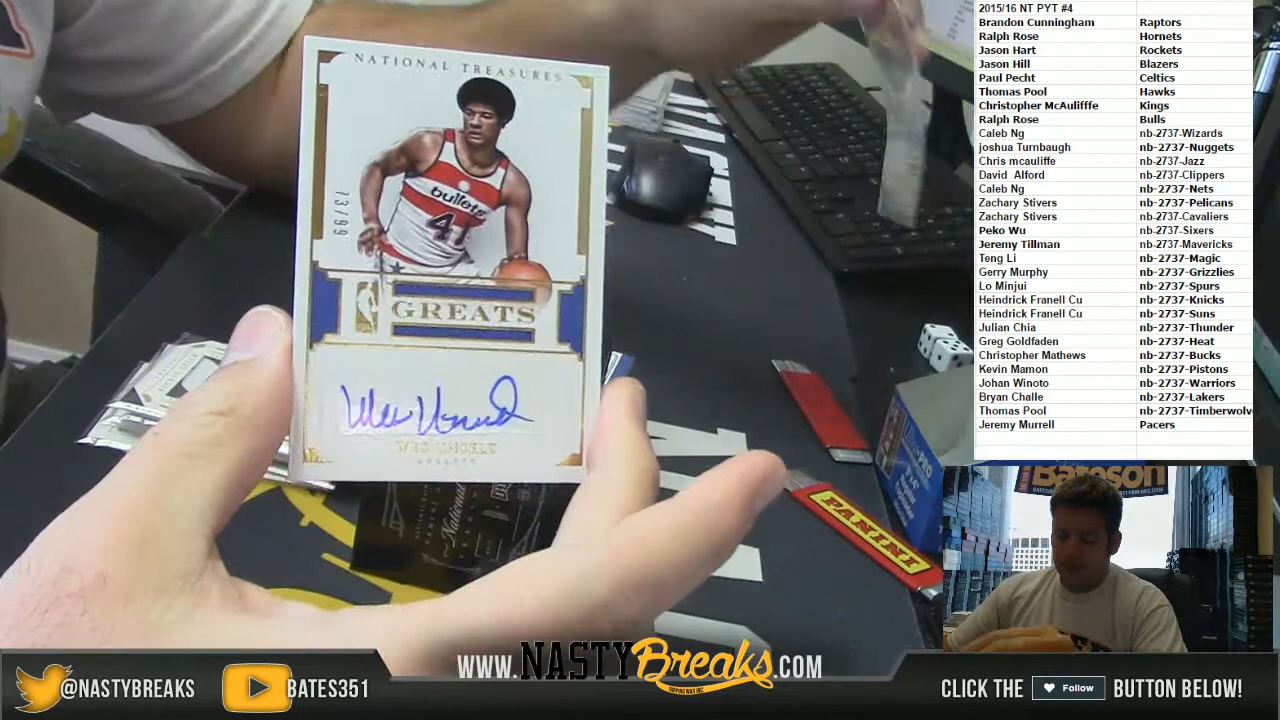 2015/16 NT PYT #4
Brandon Cunningham Raptors
Ralph Rose Hornets
Jason Hart Rockets
Jason Hill Blazers
Paul Pecht Celtics
Thomas Pool Hawks
Christopher McAulifffe Kings
Ralph Rose Bulls
Caleb Ng nb-2737-Wizards
joshua Turnbaugh nb-2737-Nuggets
Chris mcauliffe nb-2737-Jazz
David Alford nb-2737-Clippers
Caleb Ng nb-2737-Nets
Zachary Stivers nb-2737-Pelicans
Zachary Stivers nb-2737-Cavaliers
Peko Wu nb-2737-Sixers
Jeremy Tillman nb-2737-Mavericks
Teng Li nb-2737-Magic
Gerry Murphy nb-2737-Grizzlies
Lo Minjui nb-2737-Spurs
Heindrick Franell Cu nb-2737-Knicks
Heindrick Franell Cu nb-2737-Suns
Julian Chia nb-2737-Thunder
Greg Goldfaden nb-2737-Heat
Christopher Mathews nb-2737-Bucks
Kevin Mamon nb-2737-Pistons
Johan Winoto nb-2737-Warriors
Bryan Challe nb-2737-Lakers
Thomas Pool nb-2737-Timberwolv
Jeremy Murrell Pacers
NATIONAL TREASURES
73/99
bullets
41
GREATS
WES UNSELD
BULLETS
National
PANINI
Bateson
@NASTYBREAKS
BATES351
WWW.NASTYBreaks.COM
RIPPING WAX INC
CLICK THE Follow BUTTON BELOW!